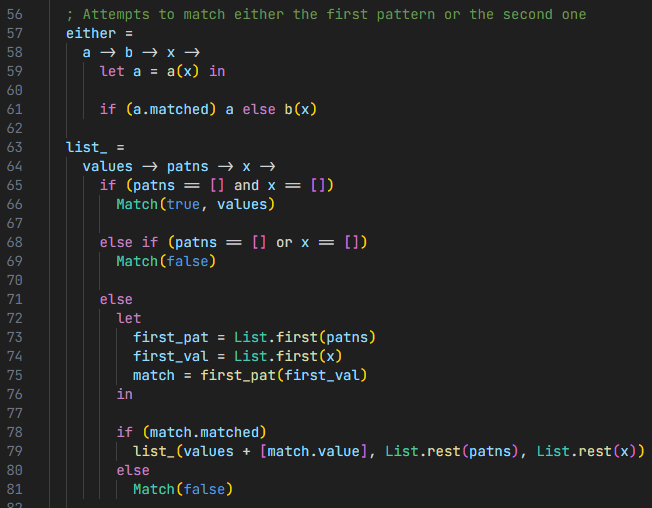 56 ; Attempts to match either the first pattern or the second one
57 either =
58 a -> b -> x ->
59 let a = a(x) in
60
61 if (a.matched) a else b(x)
62
63 list_ =
64 values -> patns -> x ->
65 if (patns == [] and x == [])
66 Match(true, values)
67
68 else if (patns == [] or x == [])
69 Match(false)
70
71 else
72 let
73 first_pat = List.first(patns)
74 first_val = List.first(x)
75 match = first_pat(first_val)
76 in
77
78 if (match.matched)
79 list_(values + [match.value], List.rest(patns), List.rest(x))
80 else
81 Match(false)
82